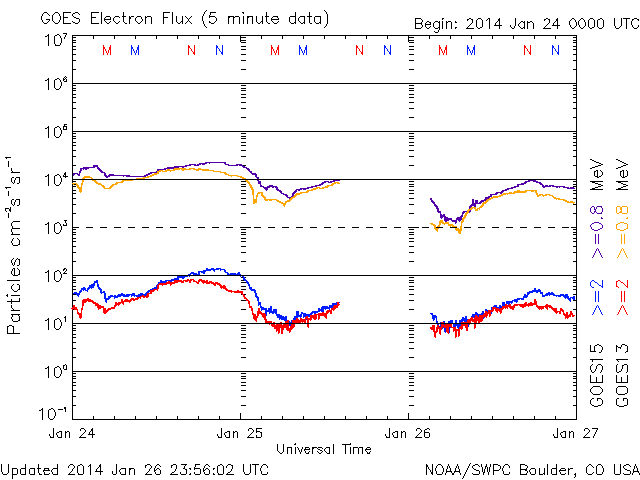 GOES Electron Flux (5 minute data)
Begin: 2014 Jan 24 0000 UTC
10⁷
M M N N M M N N M M N N
10⁶
10⁵
10⁴
10³
10²
10¹
10⁰
10⁻¹
Particles cm⁻²s⁻¹sr⁻¹
Jan 24 Jan 25 Jan 26 Jan 27
Universal Time
GOES15 >=2 >=0.8 MeV
GOES13 >=2 >=0.8 MeV
Updated 2014 Jan 26 23:56:02 UTC
NOAA/SWPC Boulder, CO USA